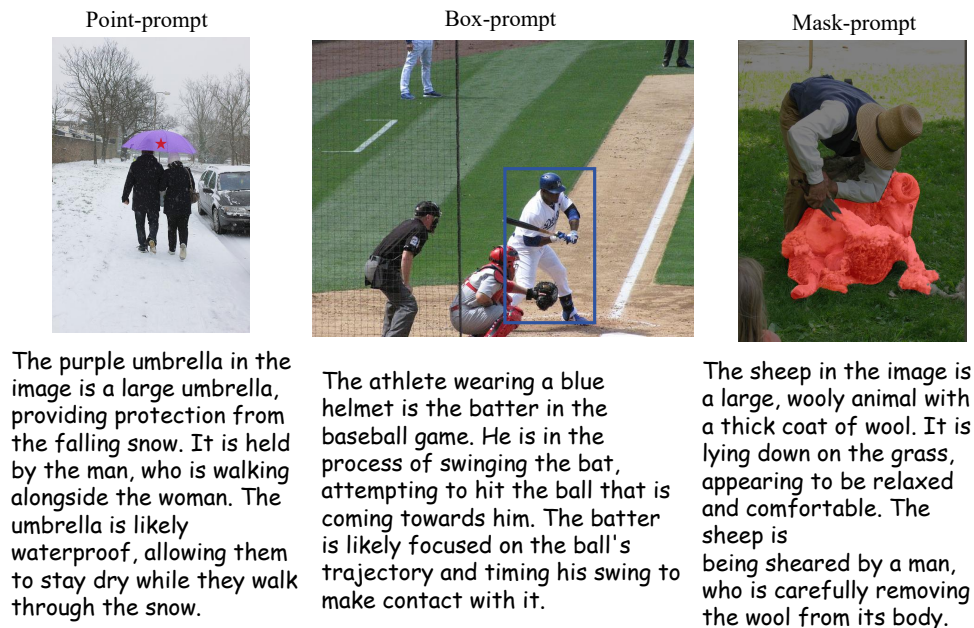 Point-prompt
Box-prompt
Mask-prompt
The purple umbrella in the
image is a large umbrella,
providing protection from
the falling snow. It is held
by the man, who is walking
alongside the woman. The
umbrella is likely
waterproof, allowing them
to stay dry while they walk
through the snow.
The athlete wearing a blue
helmet is the batter in the
baseball game. He is in the
process of swinging the bat,
attempting to hit the ball that is
coming towards him. The batter
is likely focused on the ball's
trajectory and timing his swing to
make contact with it.
The sheep in the image is
a large, wooly animal with
a thick coat of wool. It is
lying down on the grass,
appearing to be relaxed
and comfortable. The
sheep is
being sheared by a man,
who is carefully removing
the wool from its body.